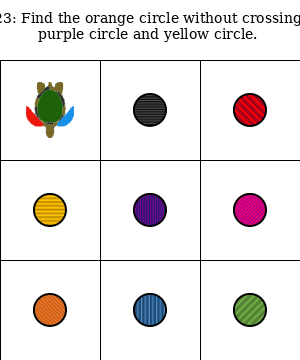 23: Find the orange circle without crossing
purple circle and yellow circle.